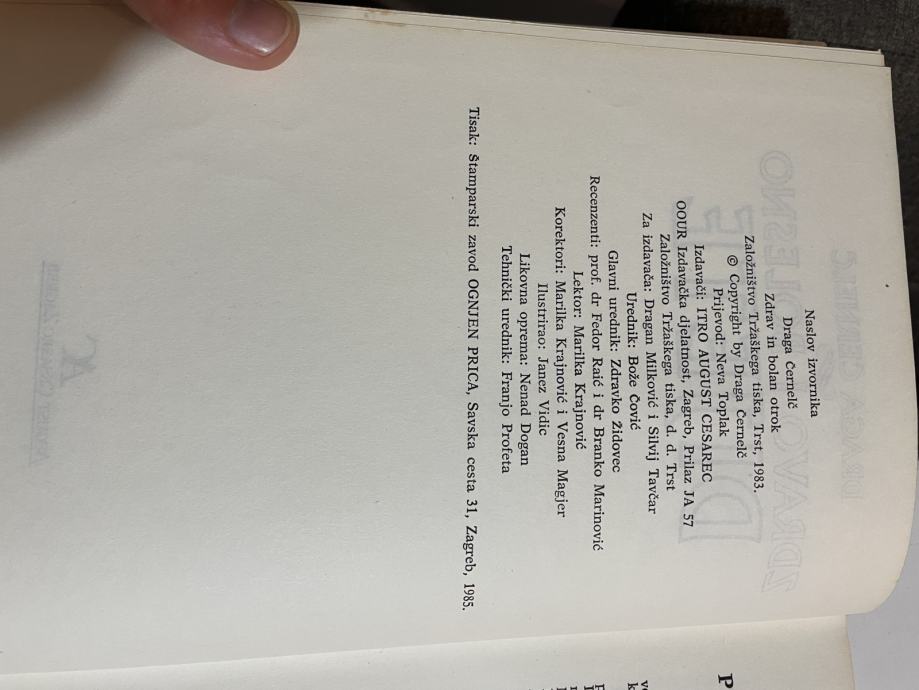 Naslov izvornika
Draga Černelč
Zdrav in bolan otrok
Založništvo Tržaškega tiska, Trst, 1983.
© Copyright by Draga Černelč
Prijevod: Neva Toplak
Izdavači: ITRO AUGUST CESAREC
OOUR Izdavačka djelatnost, Zagreb, Prilaz JA 57
Založništvo Tržaškega tiska, d. d. Trst
Za izdavača: Dragan Milković i Silvij Tavčar
Urednik: Bože Čović
Glavni urednik: Zdravko Židovec
Recenzenti: prof. dr Fedor Raić i dr Branko Marinović
Lektor: Marilka Krajnović
Korektori: Marilka Krajnović i Vesna Magjer
Ilustrirao: Janez Vidic
Likovna oprema: Nenad Dogan
Tehnički urednik: Franjo Profeta
Tisak: Štamparski zavod OGNJEN PRICA, Savska cesta 31, Zagreb, 1985.
P